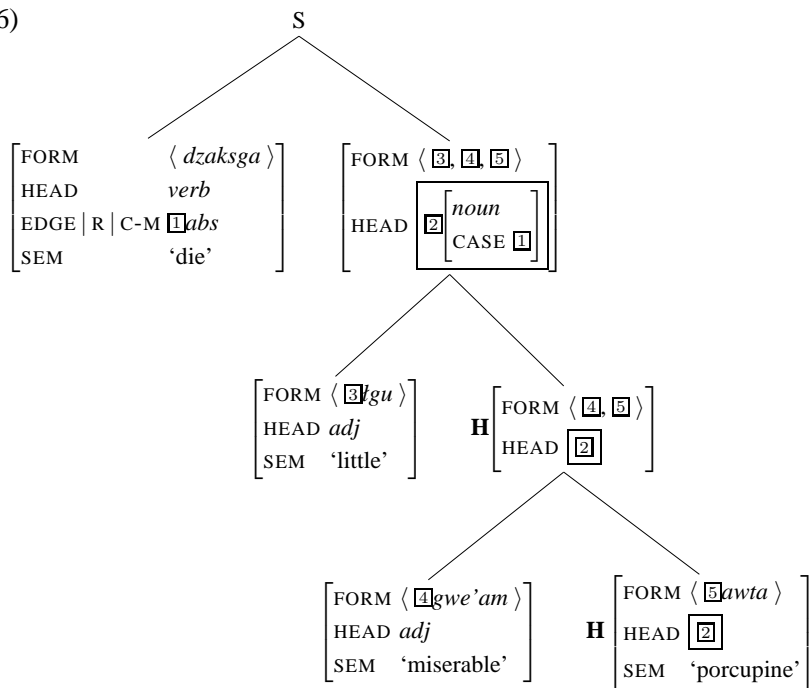 6)
S
FORM ⟨ dzaksga ⟩
HEAD verb
EDGE | R | C-M 1 abs
SEM ‘die’
FORM ⟨ 3, 4, 5 ⟩
HEAD 2 noun
CASE 1
FORM ⟨ 3 łgu ⟩
HEAD adj
SEM ‘little’
H FORM ⟨ 4, 5 ⟩
HEAD 2
FORM ⟨ 4 gwe’am ⟩
HEAD adj
SEM ‘miserable’
H FORM ⟨ 5 awta ⟩
HEAD 2
SEM ‘porcupine’